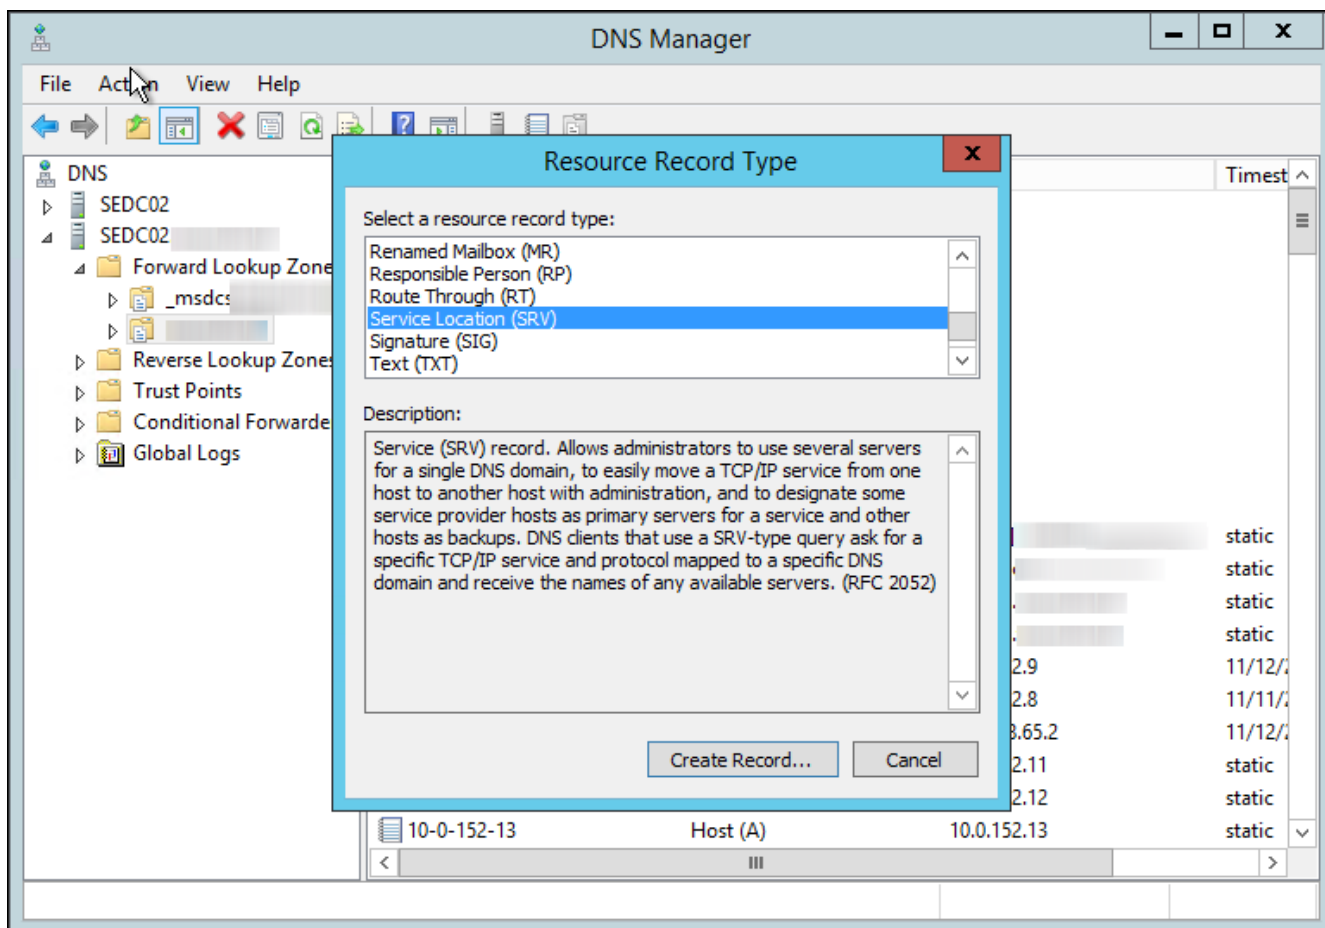 DNS Manager
File Action View Help
DNS
SEDC02
SEDC02
Forward Lookup Zone
_msdcs
Reverse Lookup Zones
Trust Points
Conditional Forwarde
Global Logs
Resource Record Type
X
Select a resource record type:
Renamed Mailbox (MR)
Responsible Person (RP)
Route Through (RT)
Service Location (SRV)
Signature (SIG)
Text (TXT)
Description:
Service (SRV) record. Allows administrators to use several servers
for a single DNS domain, to easily move a TCP/IP service from one
host to another host with administration, and to designate some
service provider hosts as primary servers for a service and other
hosts as backups. DNS clients that use a SRV-type query ask for a
specific TCP/IP service and protocol mapped to a specific DNS
domain and receive the names of any available servers. (RFC 2052)
Create Record... Cancel
Timest
static
static
static
static
2.9 11/12/2
2.8 11/11/2
3.65.2 11/12/2
2.11 static
2.12 static
10-0-152-13 Host (A) 10.0.152.13 static